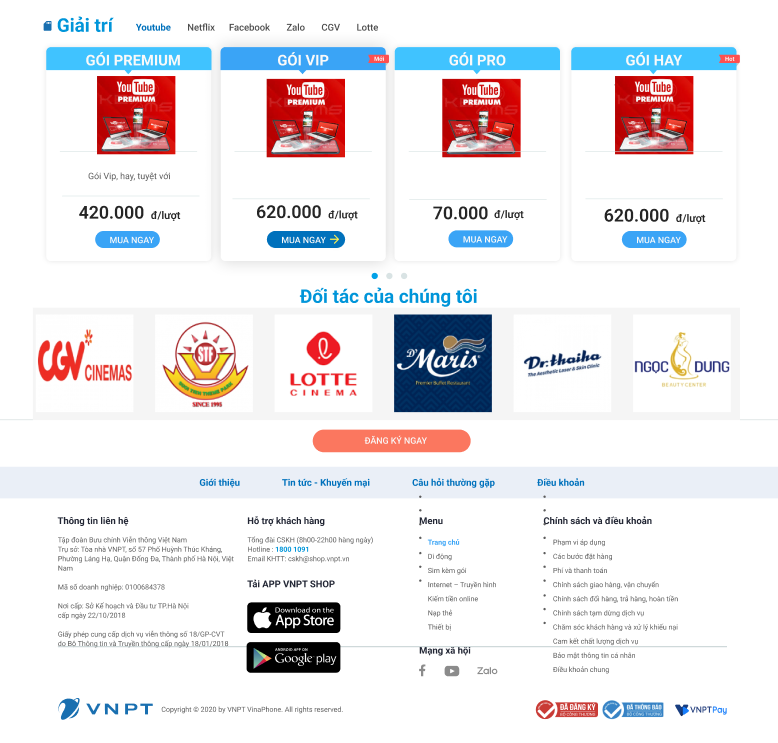 Giải trí
Youtube Netflix Facebook Zalo CGV Lotte
GÓI PREMIUM
YouTube
PREMIUM
Gói Vip, hay, tuyệt vời
420.000 đ/lượt
MUA NGAY
GÓI VIP
Mới
YouTube
PREMIUM
620.000 đ/lượt
MUA NGAY
GÓI PRO
YouTube
PREMIUM
70.000 đ/lượt
MUA NGAY
GÓI HAY
Hot
YouTube
PREMIUM
620.000 đ/lượt
MUA NGAY
Đối tác của chúng tôi
CGV CINEMAS
STF
SINCE 1993
LOTTE
CINEMA
D'Maris
Premier Buffet Restaurant
Dr.thaiha
The Aesthetic Laser & Skin Clinic
NGỌC DUNG
BEAUTY CENTER
ĐĂNG KÝ NGAY
Giới thiệu Tin tức - Khuyến mại Câu hỏi thường gặp Điều khoản
Thông tin liên hệ
Tập đoàn Bưu chính Viễn thông Việt Nam
Trụ sở: Tòa nhà VNPT, số 57 Phố Huỳnh Thúc Kháng,
Phường Láng Hạ, Quận Đống Đa, Thành phố Hà Nội, Việt
Nam
Mã số doanh nghiệp: 0100684378
Nơi cấp: Sở Kế hoạch và Đầu tư TP.Hà Nội
cấp ngày 22/10/2018
Giấy phép cung cấp dịch vụ viễn thông số 18/GP-CVT
do Bộ Thông tin và Truyền thông cấp ngày 18/01/2018
Hỗ trợ khách hàng
Tổng đài CSKH (8h00-22h00 hàng ngày)
Hotline : 1800 1091
Email KHTT: cskh@shop.vnpt.vn
Tải APP VNPT SHOP
Download on the
App Store
ANDROID APP ON
Google play
Menu
Trang chủ
Di động
Sim kèm gói
Internet – Truyền hình
Kiếm tiền online
Nạp thẻ
Thiết bị
Mạng xã hội
Zalo
Chính sách và điều khoản
Phạm vi áp dụng
Các bước đặt hàng
Phí và thanh toán
Chính sách giao hàng, vận chuyển
Chính sách đổi hàng, trả hàng, hoàn tiền
Chính sách tạm dừng dịch vụ
Chăm sóc khách hàng và xử lý khiếu nại
Cam kết chất lượng dịch vụ
Bảo mật thông tin cá nhân
Điều khoản chung
VNPT
Copyright © 2020 by VNPT VinaPhone. All rights reserved.
ĐÃ ĐĂNG KÝ
BỘ CÔNG THƯƠNG
ĐÃ THÔNG BÁO
BỘ CÔNG THƯƠNG
VNPT Pay